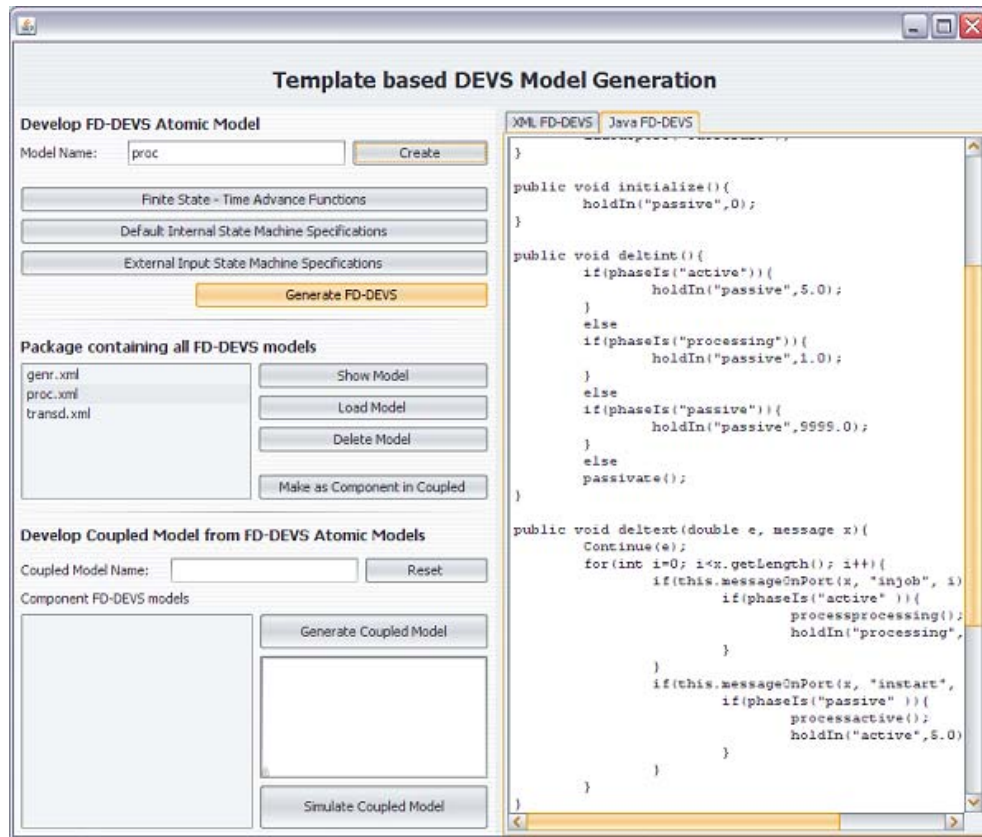 Template based DEVS Model Generation
Develop FD-DEVS Atomic Model
Model Name:
proc
Create
Finite State - Time Advance Functions
Default Internal State Machine Specifications
External Input State Machine Specifications
Generate FD-DEVS
Package containing all FD-DEVS models
genr.xml
proc.xml
transd.xml
Show Model
Load Model
Delete Model
Make as Component in Coupled
Develop Coupled Model from FD-DEVS Atomic Models
Coupled Model Name:
Reset
Component FD-DEVS models
Generate Coupled Model
Simulate Coupled Model
XML FD-DEVS
Java FD-DEVS
}
public void initialize(){
holdIn("passive",0);
}
public void deltint(){
if(phaseIs("active")){
holdIn("passive",5.0);
}
else
if(phaseIs("processing")){
holdIn("passive",1.0);
}
else
if(phaseIs("passive")){
holdIn("passive",9999.0);
}
else
passivate();
}
public void deltext(double e, message x){
Continue(e);
for(int i=0; i<x.getLength(); i++){
if(this.messageOnPort(x, "injob", i)
if(phaseIs("active" )){
processprocessing();
holdIn("processing",
}
}
if(this.messageOnPort(x, "instart",
if(phaseIs("passive" )){
processactive();
holdIn("active",5.0)
}
}
}
}